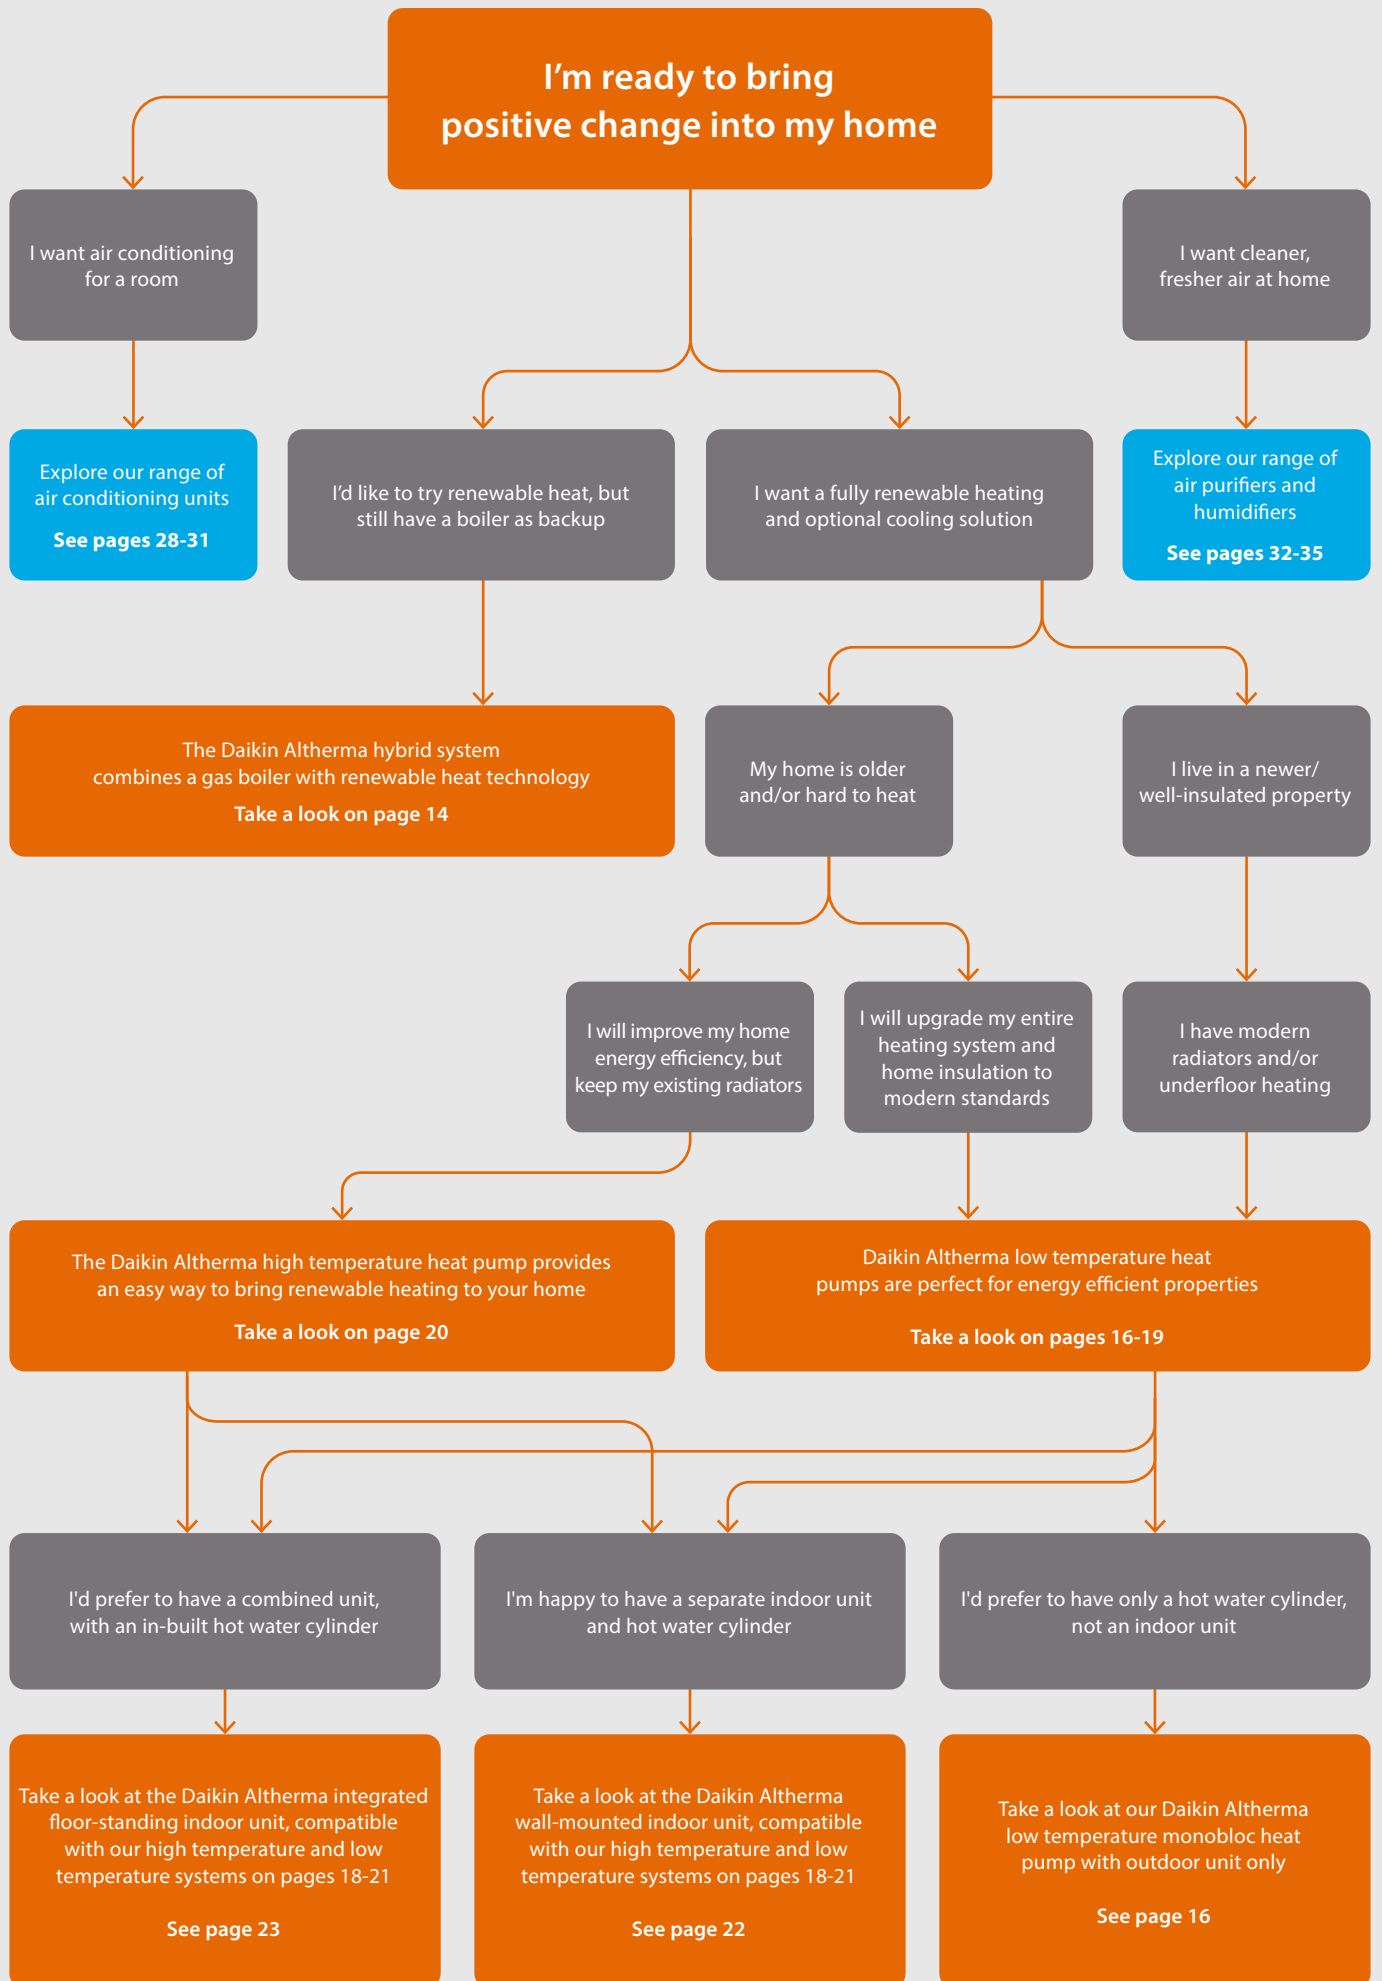 I’m ready to bring
positive change into my home
I want air conditioning
for a room
I want cleaner,
fresher air at home
Explore our range of
air conditioning units
See pages 28-31
I’d like to try renewable heat, but
still have a boiler as backup
I want a fully renewable heating
and optional cooling solution
Explore our range of
air purifiers and
humidifiers
See pages 32-35
The Daikin Altherma hybrid system
combines a gas boiler with renewable heat technology
Take a look on page 14
My home is older
and/or hard to heat
I live in a newer/
well-insulated property
I will improve my home
energy efficiency, but
keep my existing radiators
I will upgrade my entire
heating system and
home insulation to
modern standards
I have modern
radiators and/or
underfloor heating
The Daikin Altherma high temperature heat pump provides
an easy way to bring renewable heating to your home
Take a look on page 20
Daikin Altherma low temperature heat
pumps are perfect for energy efficient properties
Take a look on pages 16-19
I'd prefer to have a combined unit,
with an in-built hot water cylinder
I'm happy to have a separate indoor unit
and hot water cylinder
I'd prefer to have only a hot water cylinder,
not an indoor unit
Take a look at the Daikin Altherma integrated
floor-standing indoor unit, compatible
with our high temperature and low
temperature systems on pages 18-21
See page 23
Take a look at the Daikin Altherma
wall-mounted indoor unit, compatible
with our high temperature and low
temperature systems on pages 18-21
See page 22
Take a look at our Daikin Altherma
low temperature monobloc heat
pump with outdoor unit only
See page 16